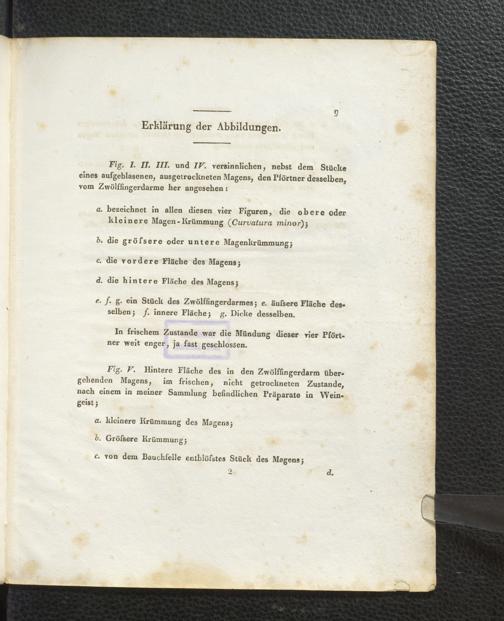 9
Erklärung der Abbildungen.
Fig. I. II. III. und IV. versinnlichen, nebst dem Stücke
eines aufgeblasenen, ausgetrockneten Magens, den Pförtner desselben,
vom Zwölffingerdarme her angesehen:
a. bezeichnet in allen diesen vier Figuren, die obere oder
kleinere Magen-Krümmung (Curvatura minor);
b. die gröſsere oder untere Magenkrümmung;
c. die vordere Fläche des Magens;
d. die hintere Fläche des Magens;
e. f. g. ein Stück des Zwölffingerdarmes; e. äuſsere Fläche des-
selben; f. innere Fläche; g. Dicke desselben.
In frischem Zustande war die Mündung dieser vier Pfört-
ner weit enger, ja fast geschlossen.
Fig. V. Hintere Fläche des in den Zwölffingerdarm über-
gehenden Magens, im frischen, nicht getrockneten Zustande,
nach einem in meiner Sammlung befindlichen Präparate in Wein-
geist;
a. kleinere Krümmung des Magens;
b. Gröſsere Krümmung;
c. von dem Bauchfelle entblöſstes Stück des Magens;
2 d.